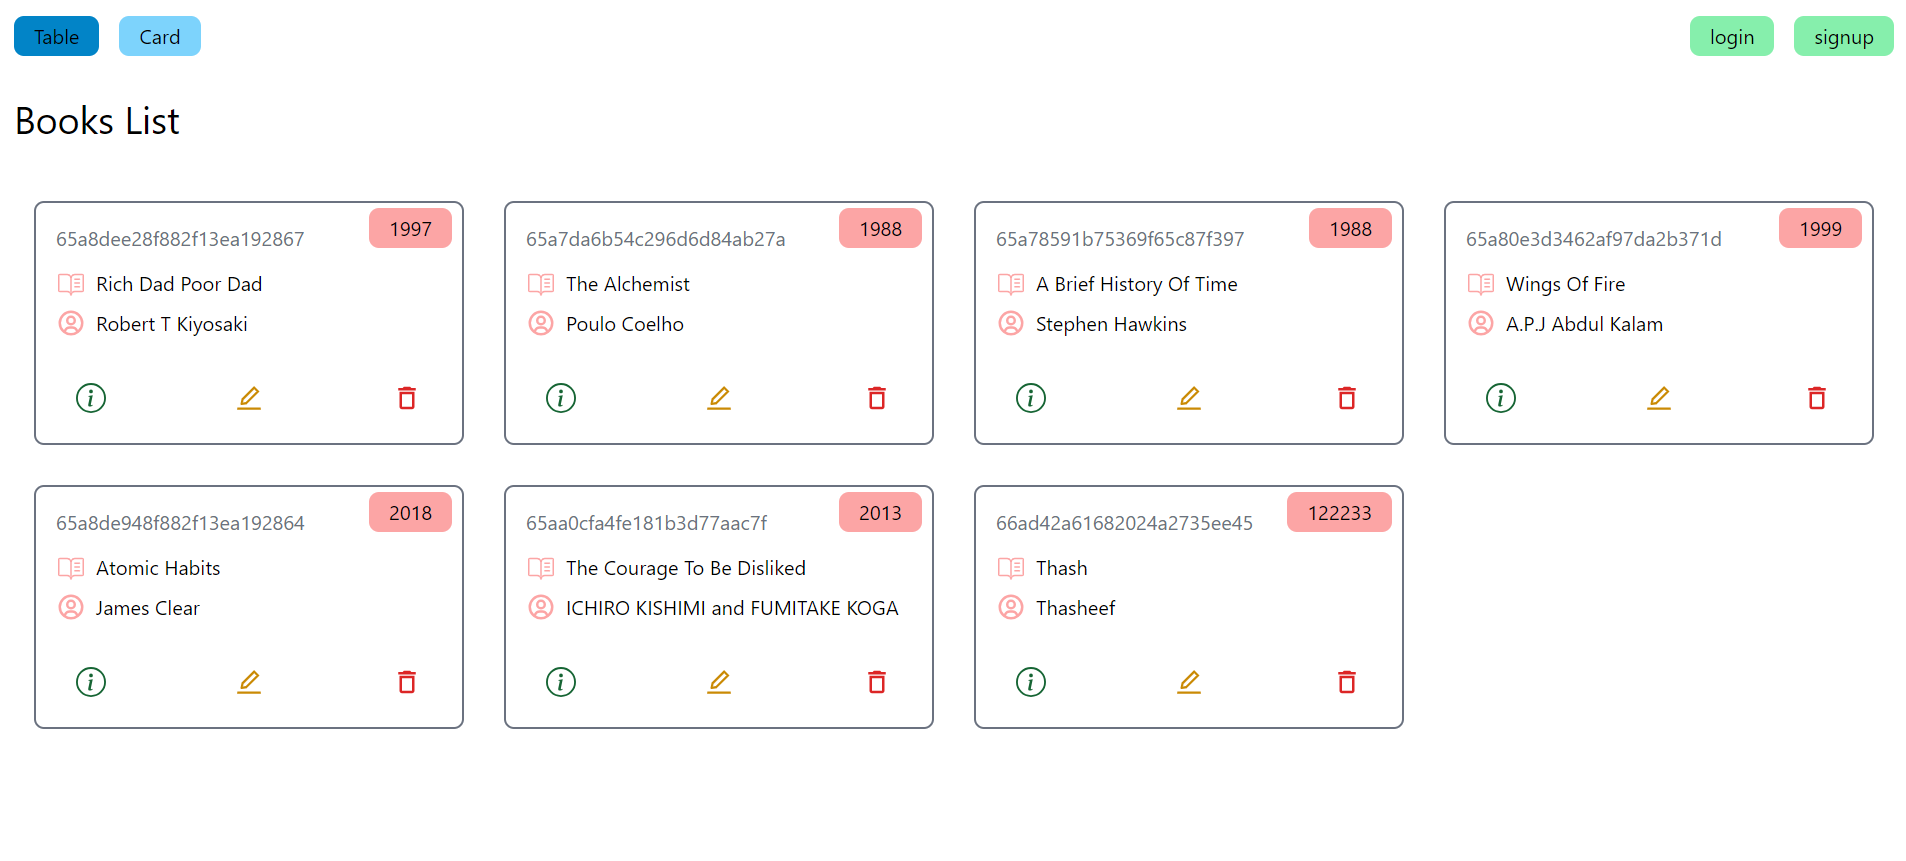 Table Card login signup
Books List
65a8dee28f882f13ea192867 1997
Rich Dad Poor Dad
Robert T Kiyosaki
65a7da6b54c296d6d84ab27a 1988
The Alchemist
Poulo Coelho
65a78591b75369f65c87f397 1988
A Brief History Of Time
Stephen Hawkins
65a80e3d3462af97da2b371d 1999
Wings Of Fire
A.P.J Abdul Kalam
65a8de948f882f13ea192864 2018
Atomic Habits
James Clear
65aa0cfa4fe181b3d77aac7f 2013
The Courage To Be Disliked
ICHIRO KISHIMI and FUMITAKE KOGA
66ad42a61682024a2735ee45 122233
Thash
Thasheef